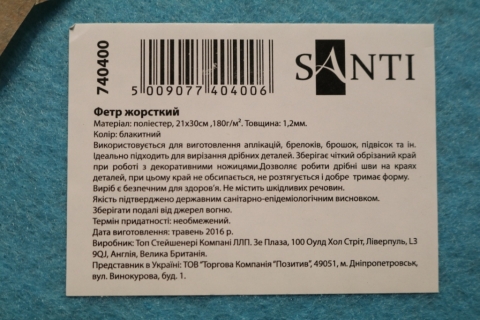 740400
5 009077 404006
SANTI
Фетр жорсткий
Матеріал: поліестер, 21х30см ,180г/м². Товщина: 1,2мм.
Колір: блакитний
Використовується для виготовлення аплікацій, брелоків, брошок, підвісок та ін.
Ідеально підходить для вирізання дрібних деталей. Зберігає чіткий обрізаний край
при роботі з декоративними ножицями.Дозволяє робити дрібні шви на краях
деталей, при цьому край не обсипається, не розтягується і добре тримає форму.
Виріб є безпечним для здоров'я. Не містить шкідливих речовин.
Якість підтверджено державним санітарно-епідеміологічним висновком.
Зберігати подалі від джерел вогню.
Термін придатності: необмежений.
Дата виготовлення: травень 2016 р.
Виробник: Топ Стейшенері Компані ЛЛП. Зе Плаза, 100 Оулд Хол Стріт, Ліверпуль, L3
9QJ, Англія, Велика Британія.
Представник в Україні: ТОВ "Торгова Компанія "Позитив", 49051, м. Дніпропетровськ,
вул. Винокурова, буд. 1.